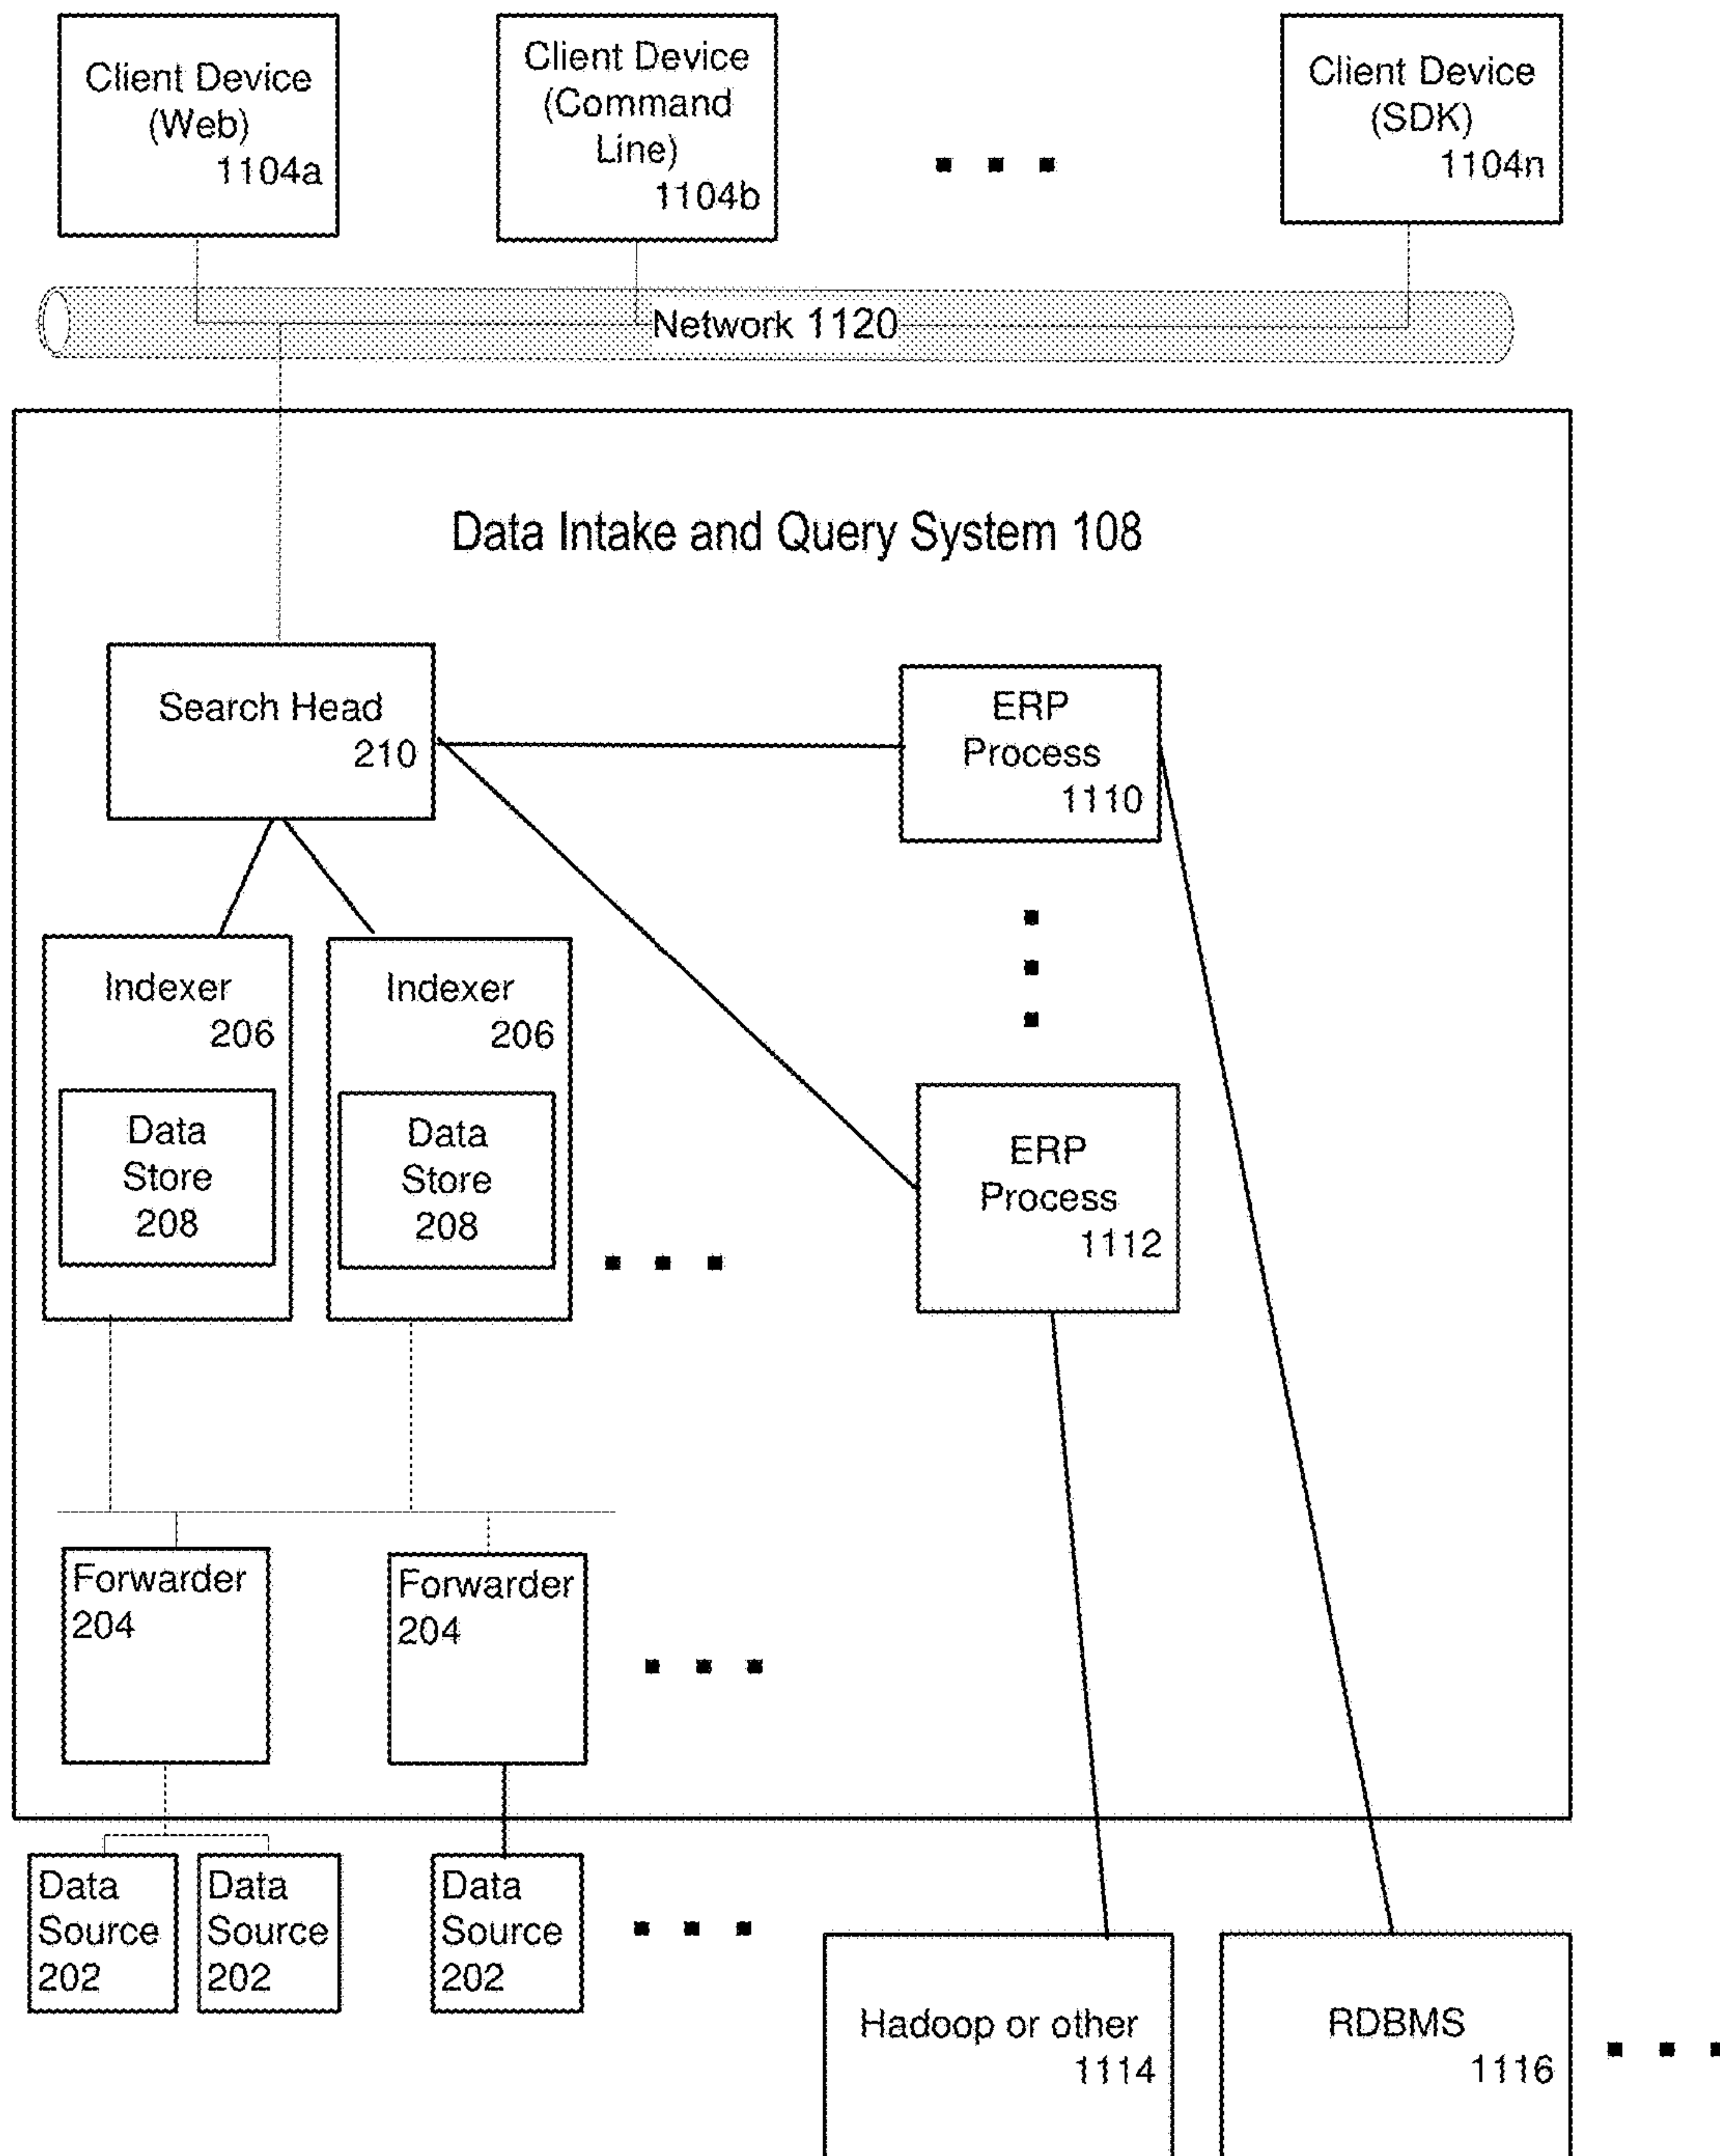 Client Device
(Web)
1104a
Client Device
(Command
Line)
1104b
Client Device
(SDK)
1104n
Network 1120
Data Intake and Query System 108
Search Head
210
ERP
Process
1110
Indexer
206
Data
Store
208
Indexer
206
Data
Store
208
ERP
Process
1112
Forwarder
204
Forwarder
204
Data
Source
202
Data
Source
202
Data
Source
202
Hadoop or other
1114
RDBMS
1116